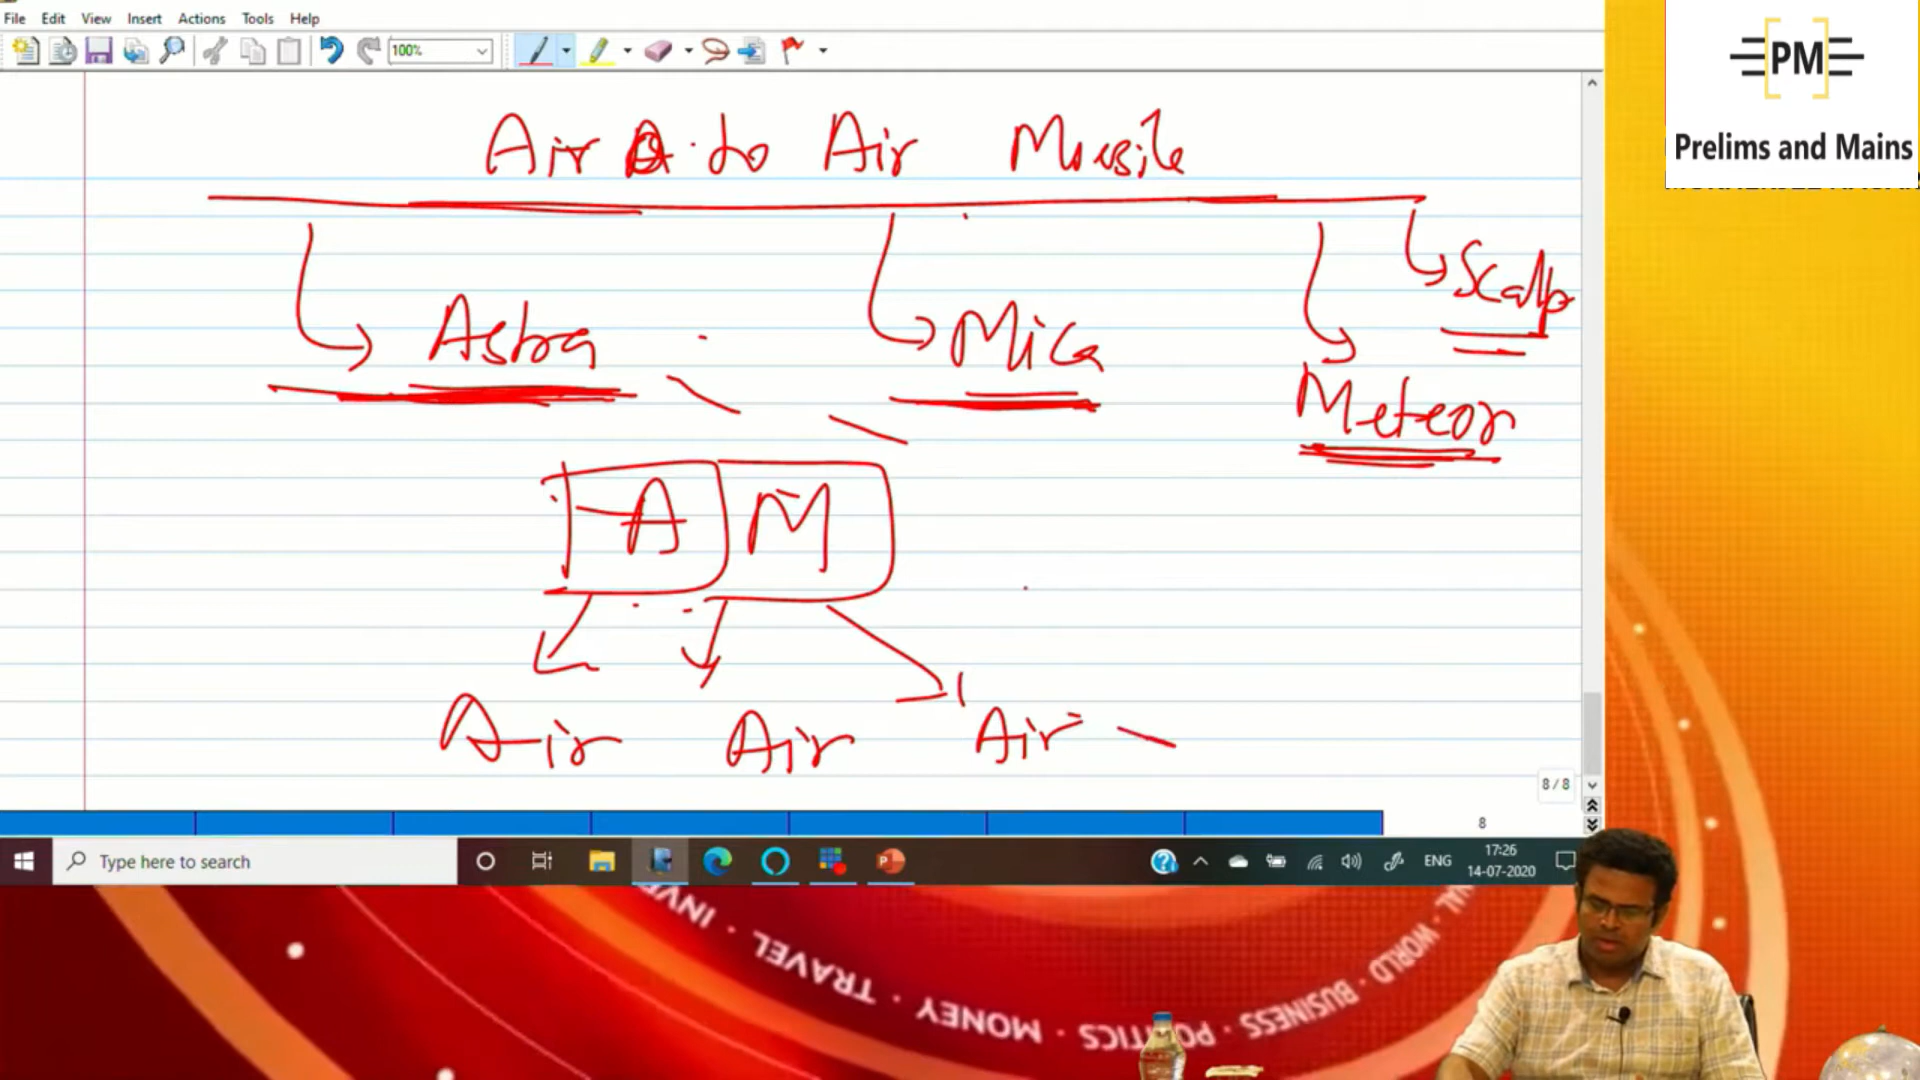 File Edit View Insert Actions Tools Help
100%
PM
Prelims and Mains
Air to Air Missile
Scalp
Astra
Mica
Meteor
A M
Air Air Air
8/8
8
Type here to search
ENG
17:26
14-07-2020
INVE · TRAVEL · MONEY · POLITICS · BUSINESS · WORLD ·